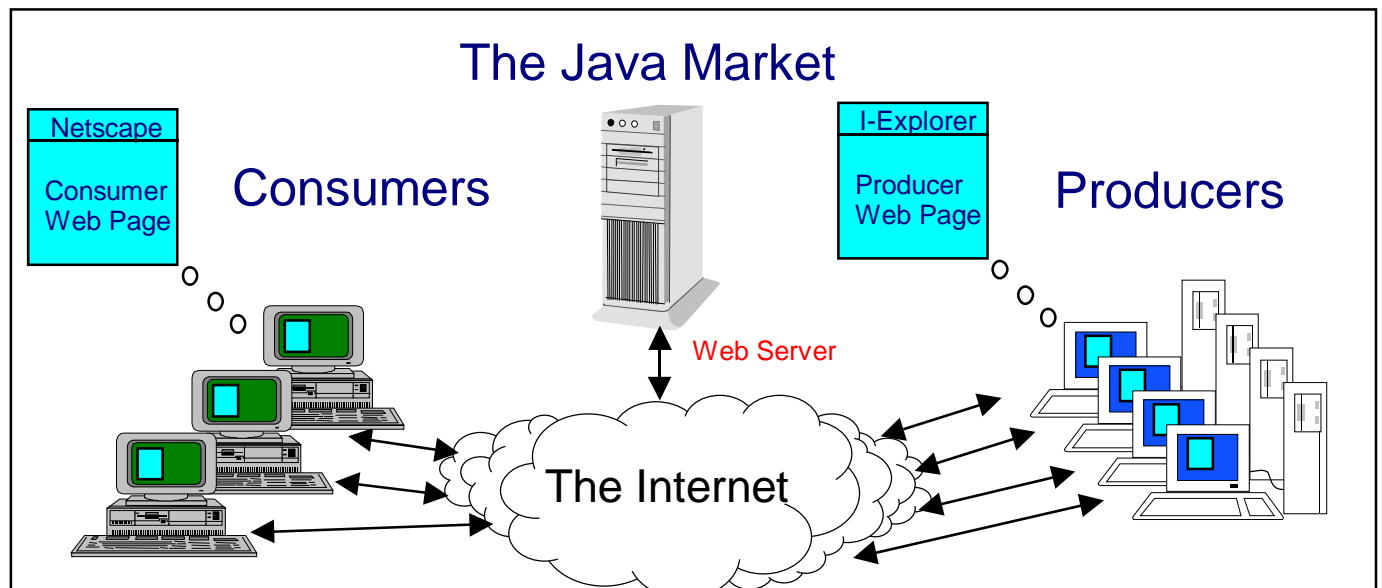 The Java Market
Netscape
Consumer
Web Page
Consumers
I-Explorer
Producer
Web Page
Producers
Web Server
The Internet